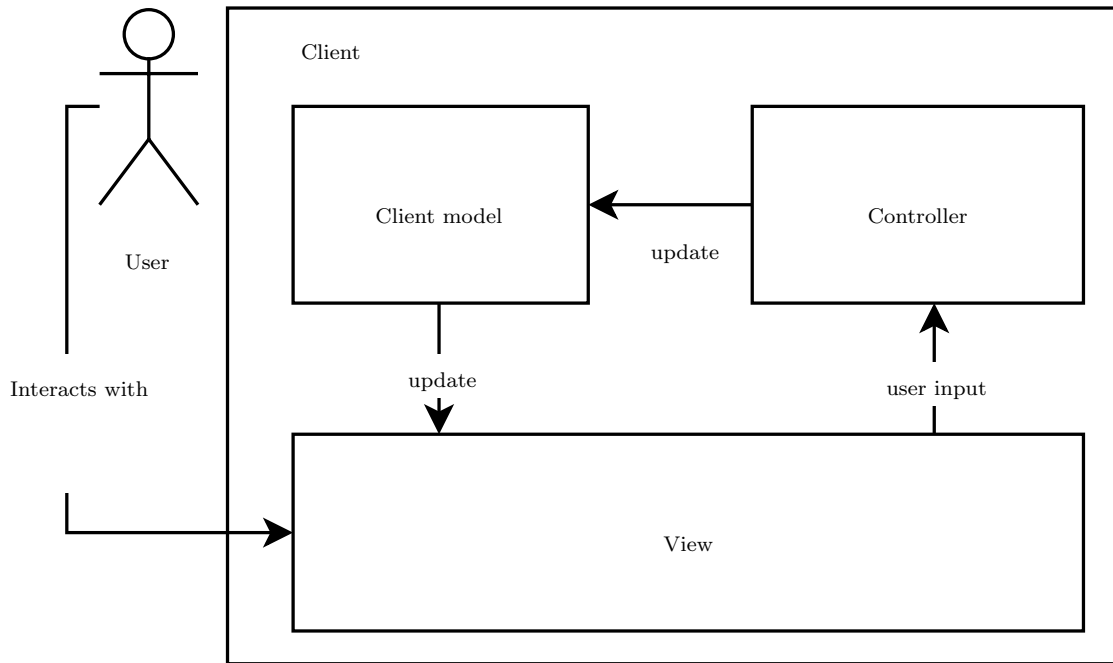 Client
Client model
Controller
update
User
update
user input
Interacts with
View